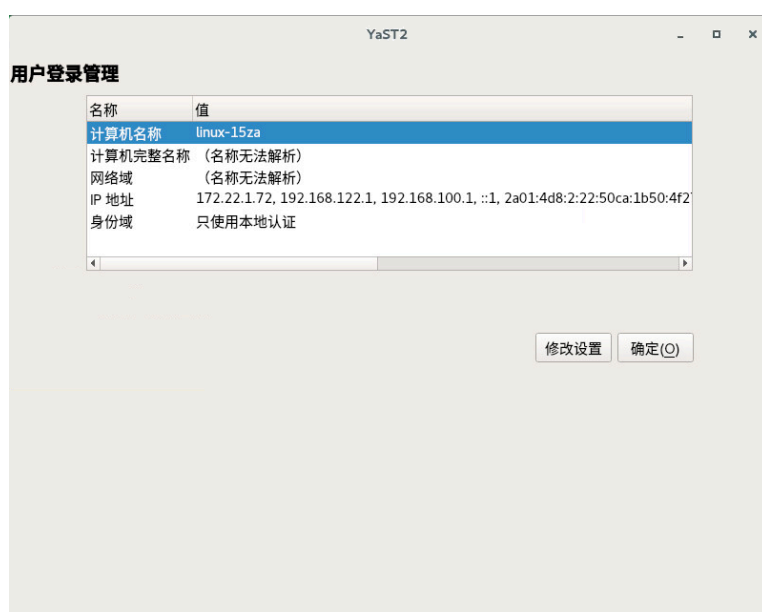 YaST2
用户登录管理
名称 值
计算机名称 linux-15za
计算机完整名称 （名称无法解析）
网络域 （名称无法解析）
IP 地址 172.22.1.72, 192.168.122.1, 192.168.100.1, ::1, 2a01:4d8:2:22:50ca:1b50:4f2
身份域 只使用本地认证
修改设置 确定(O)